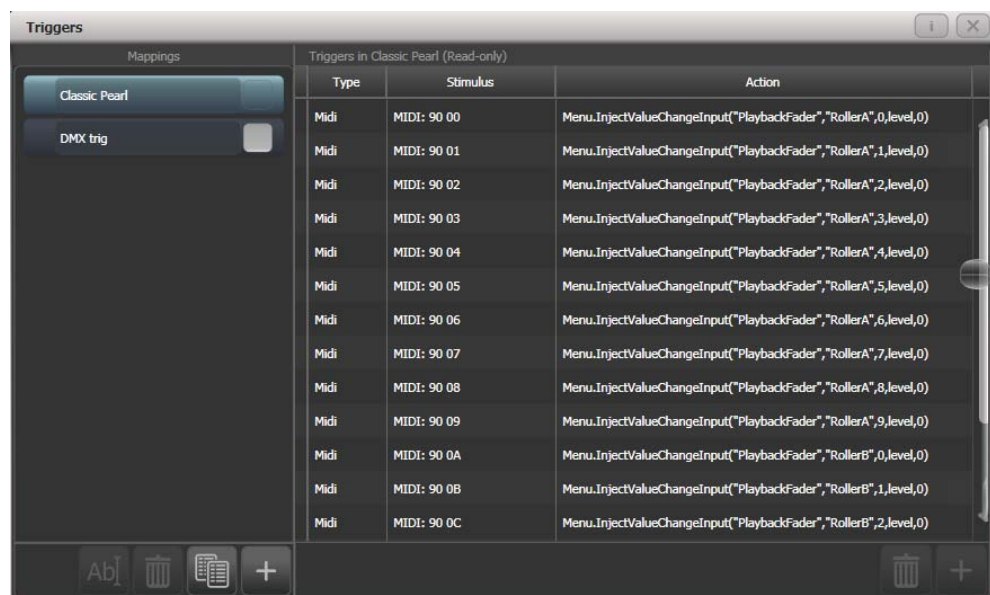 Triggers
i
Mappings
Triggers in Classic Pearl (Read-only)
Classic Pearl
DMX trig
Type Stimulus Action
Midi MIDI: 90 00 Menu.InjectValueChangeInput("PlaybackFader","RollerA",0,level,0)
Midi MIDI: 90 01 Menu.InjectValueChangeInput("PlaybackFader","RollerA",1,level,0)
Midi MIDI: 90 02 Menu.InjectValueChangeInput("PlaybackFader","RollerA",2,level,0)
Midi MIDI: 90 03 Menu.InjectValueChangeInput("PlaybackFader","RollerA",3,level,0)
Midi MIDI: 90 04 Menu.InjectValueChangeInput("PlaybackFader","RollerA",4,level,0)
Midi MIDI: 90 05 Menu.InjectValueChangeInput("PlaybackFader","RollerA",5,level,0)
Midi MIDI: 90 06 Menu.InjectValueChangeInput("PlaybackFader","RollerA",6,level,0)
Midi MIDI: 90 07 Menu.InjectValueChangeInput("PlaybackFader","RollerA",7,level,0)
Midi MIDI: 90 08 Menu.InjectValueChangeInput("PlaybackFader","RollerA",8,level,0)
Midi MIDI: 90 09 Menu.InjectValueChangeInput("PlaybackFader","RollerA",9,level,0)
Midi MIDI: 90 0A Menu.InjectValueChangeInput("PlaybackFader","RollerB",0,level,0)
Midi MIDI: 90 0B Menu.InjectValueChangeInput("PlaybackFader","RollerB",1,level,0)
Midi MIDI: 90 0C Menu.InjectValueChangeInput("PlaybackFader","RollerB",2,level,0)
Ab